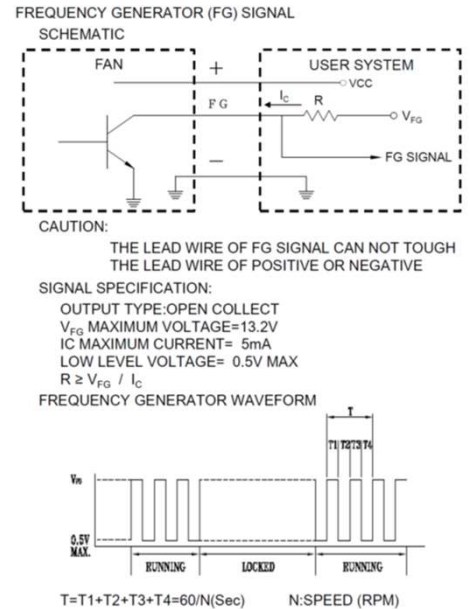 FREQUENCY GENERATOR (FG) SIGNAL
SCHEMATIC
FAN
+
USER SYSTEM
VCC
FG
IC
R
VFG
−
FG SIGNAL
CAUTION:
THE LEAD WIRE OF FG SIGNAL CAN NOT TOUGH
THE LEAD WIRE OF POSITIVE OR NEGATIVE
SIGNAL SPECIFICATION:
OUTPUT TYPE:OPEN COLLECT
VFG MAXIMUM VOLTAGE=13.2V
IC MAXIMUM CURRENT= 5mA
LOW LEVEL VOLTAGE= 0.5V MAX
R ≥ VFG / IC
FREQUENCY GENERATOR WAVEFORM
T
T1 T2 T3 T4
VFG
0.5V
MAX.
RUNNING
LOCKED
RUNNING
T=T1+T2+T3+T4=60/N(Sec)
N:SPEED (RPM)